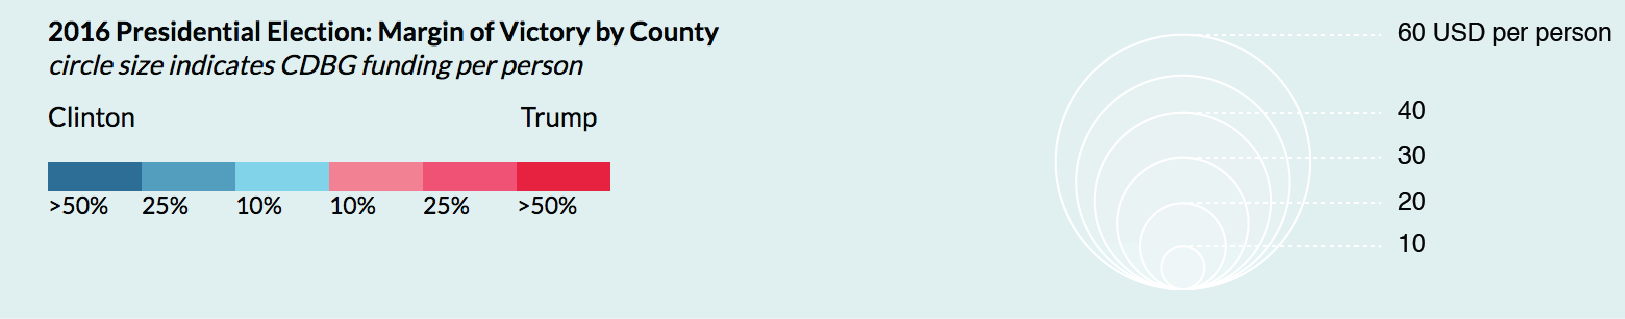 2016 Presidential Election: Margin of Victory by County
circle size indicates CDBG funding per person
Clinton Trump
>50% 25% 10% 10% 25% >50%
60 USD per person
40
30
20
10